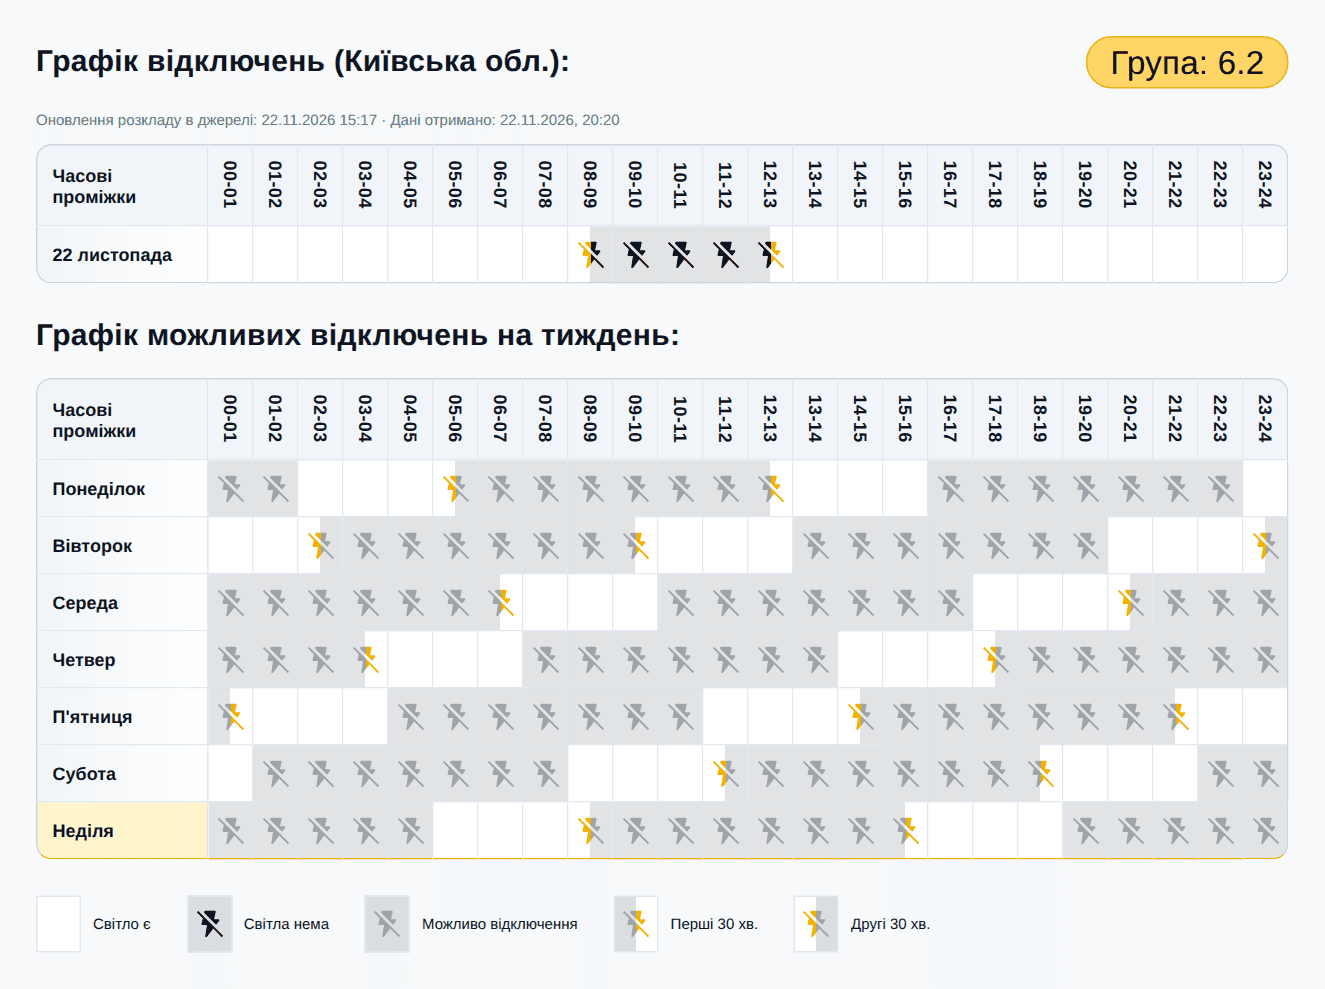 Графік відключень (Київська обл.):
Група: 6.2
Оновлення розкладу в джерелі: 22.11.2026 15:17 · Дані отримано: 22.11.2026, 20:20
Часові проміжки 00-01 01-02 02-03 03-04 04-05 05-06 06-07 07-08 08-09 09-10 10-11 11-12 12-13 13-14 14-15 15-16 16-17 17-18 18-19 19-20 20-21 21-22 22-23 23-24
22 листопада
Графік можливих відключень на тиждень:
Часові проміжки 00-01 01-02 02-03 03-04 04-05 05-06 06-07 07-08 08-09 09-10 10-11 11-12 12-13 13-14 14-15 15-16 16-17 17-18 18-19 19-20 20-21 21-22 22-23 23-24
Понеділок
Вівторок
Середа
Четвер
П'ятниця
Субота
Неділя
Світло є Світла нема Можливо відключення Перші 30 хв. Другі 30 хв.